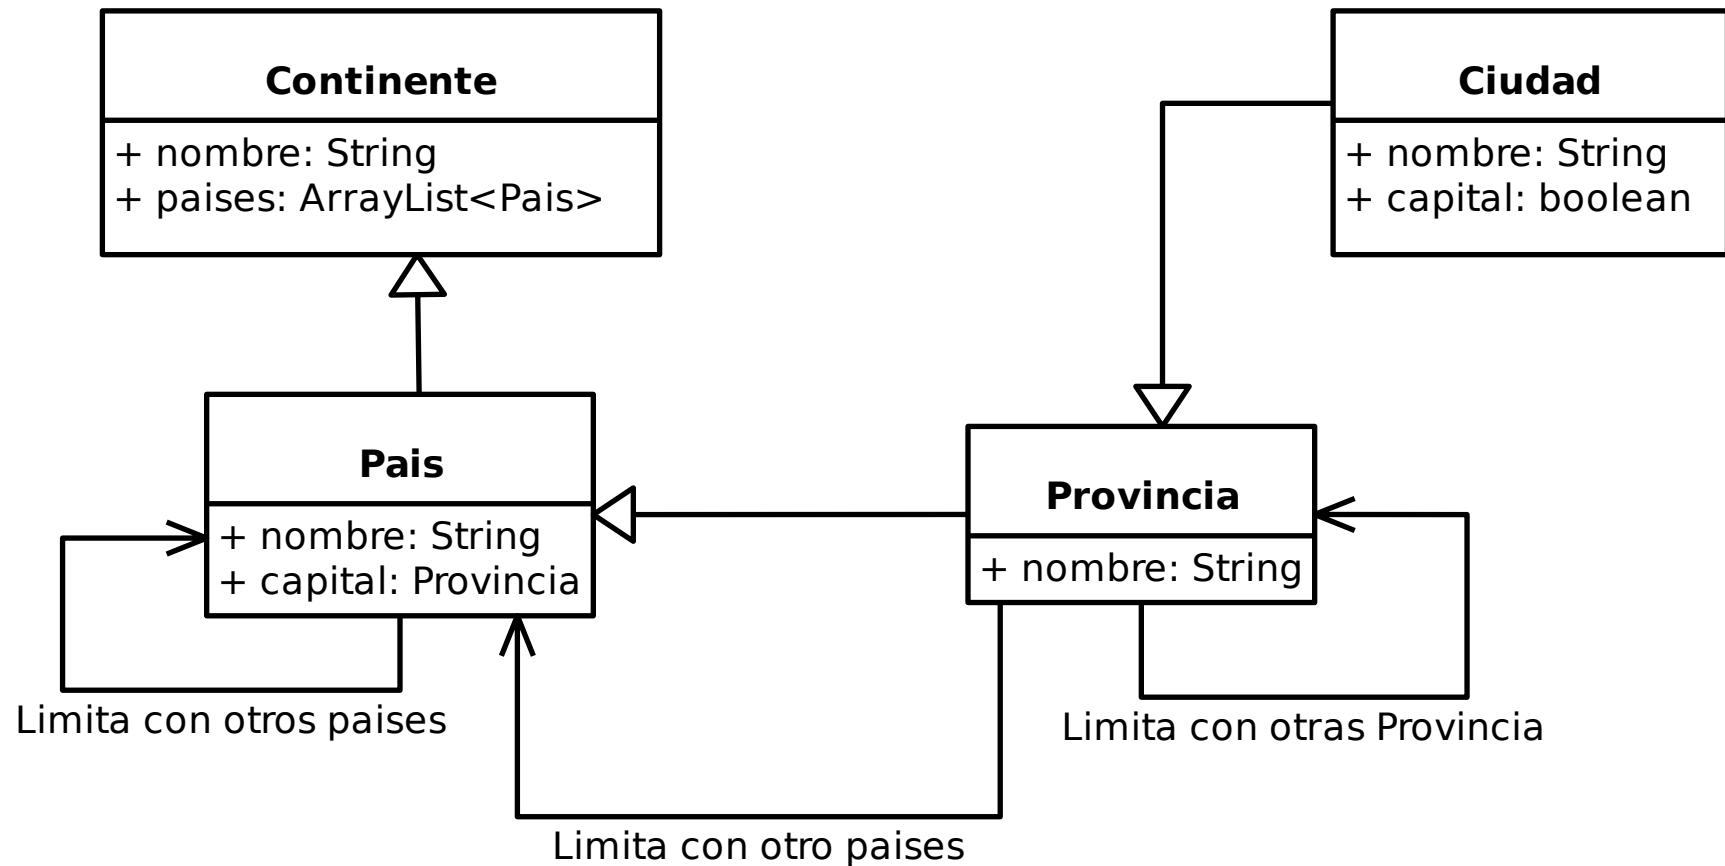 Continente
+ nombre: String
+ paises: ArrayList<Pais>
Ciudad
+ nombre: String
+ capital: boolean
Pais
+ nombre: String
+ capital: Provincia
Provincia
+ nombre: String
Limita con otros paises
Limita con otras Provincia
Limita con otro paises